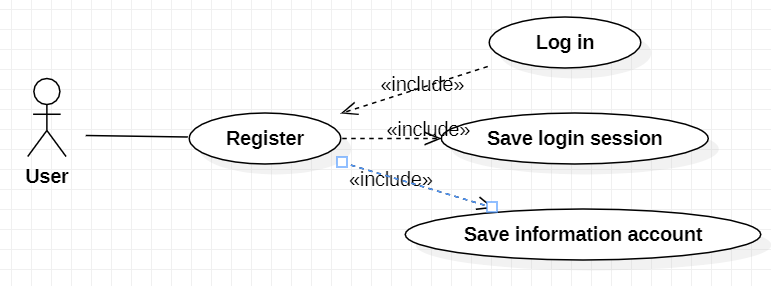 Log in
«include»
«include»
Register
Save login session
User
«include»
Save information account